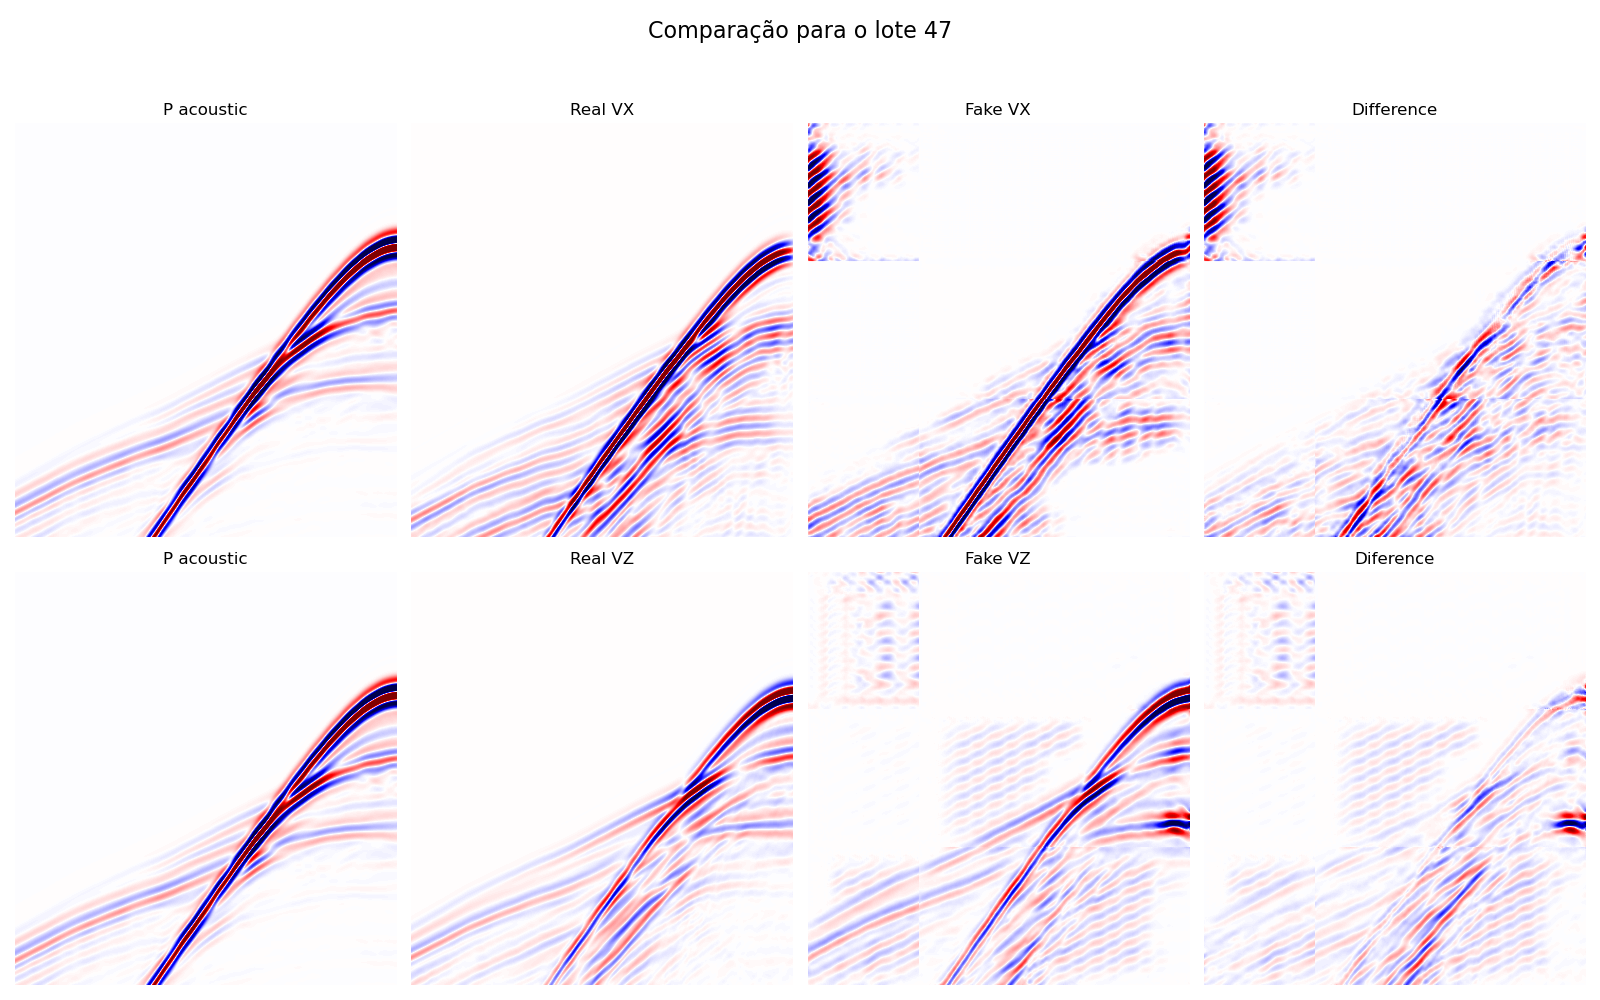 Comparação para o lote 47
P acoustic
Real VX
Fake VX
Difference
P acoustic
Real VZ
Fake VZ
Diference